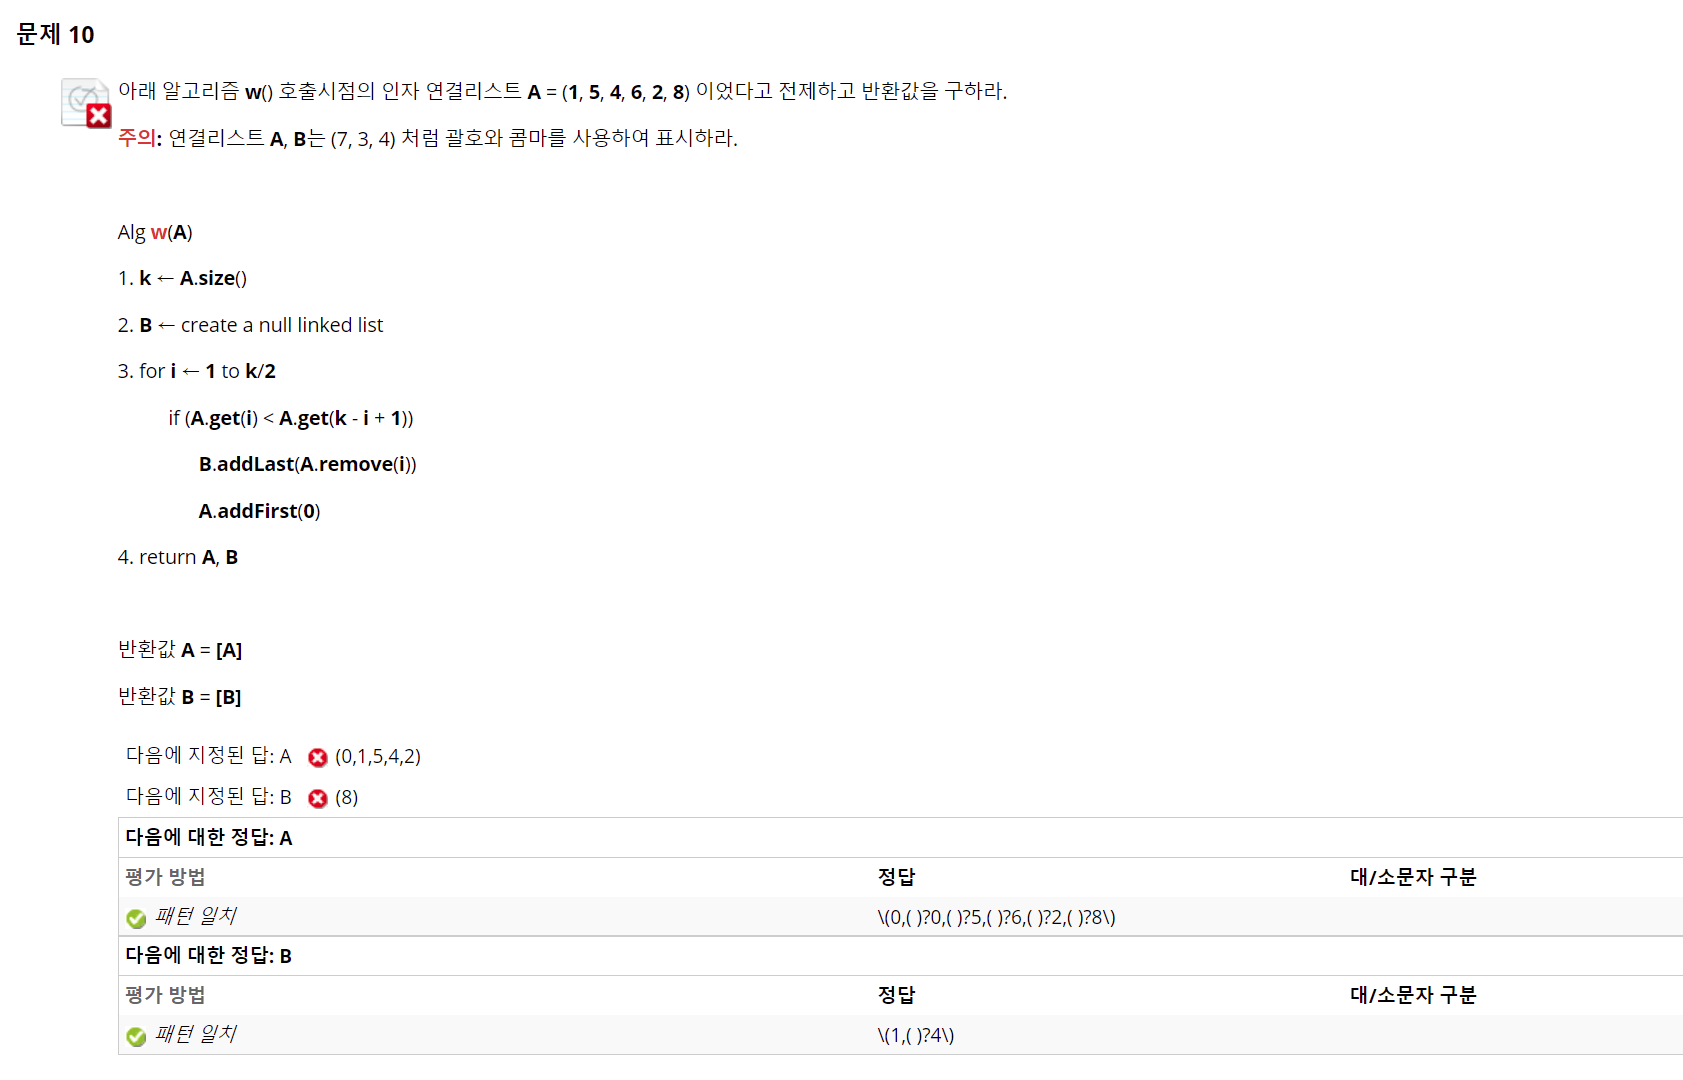 문제 10
아래 알고리즘 w() 호출시점의 인자 연결리스트 A = (1, 5, 4, 6, 2, 8) 이었다고 전제하고 반환값을 구하라.
주의: 연결리스트 A, B는 (7, 3, 4) 처럼 괄호와 콤마를 사용하여 표시하라.
Alg w(A)
1. k ← A.size()
2. B ← create a null linked list
3. for i ← 1 to k/2
if (A.get(i) < A.get(k - i + 1))
B.addLast(A.remove(i))
A.addFirst(0)
4. return A, B
반환값 A = [A]
반환값 B = [B]
다음에 지정된 답: A (0,1,5,4,2)
다음에 지정된 답: B (8)
다음에 대한 정답: A
평가 방법 정답 대/소문자 구분
패턴 일치 \(0,( )?0,( )?5,( )?6,( )?2,( )?8\)
다음에 대한 정답: B
평가 방법 정답 대/소문자 구분
패턴 일치 \(1,( )?4\)